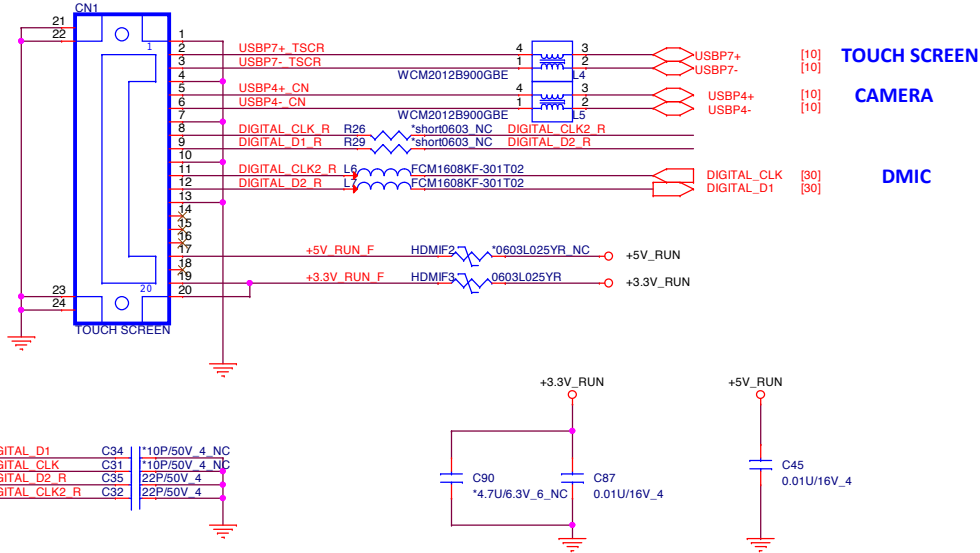 CN1
21
22
1
1
2 USBP7+_TSCR 4 3 USBP7+ [10] TOUCH SCREEN
3 USBP7-_TSCR 1 2 USBP7- [10]
4 WCM2012B900GBE L4
5 USBP4+_CN 4 3 USBP4+ [10] CAMERA
6 USBP4-_CN 1 2 USBP4- [10]
7 WCM2012B900GBE L5
8 DIGITAL_CLK_R R26 *short0603_NC DIGITAL_CLK2_R
9 DIGITAL_D1_R R29 *short0603_NC DIGITAL_D2_R
10
11 DIGITAL_CLK2_R L6 FCM1608KF-301T02 DIGITAL_CLK [30] DMIC
12 DIGITAL_D2_R L7 FCM1608KF-301T02 DIGITAL_D1 [30]
13
14
15
16
17 +5V_RUN_F HDMIF2 *0603L025YR_NC +5V_RUN
18
19 +3.3V_RUN_F HDMIF3 0603L025YR +3.3V_RUN
20 20
23
24
TOUCH SCREEN
+3.3V_RUN +5V_RUN
GITAL_D1 C34 *10P/50V_4_NC
GITAL_CLK C31 *10P/50V_4_NC
GITAL_D2_R C35 22P/50V_4
GITAL_CLK2_R C32 22P/50V_4
C90 C87 C45
*4.7U/6.3V_6_NC 0.01U/16V_4 0.01U/16V_4